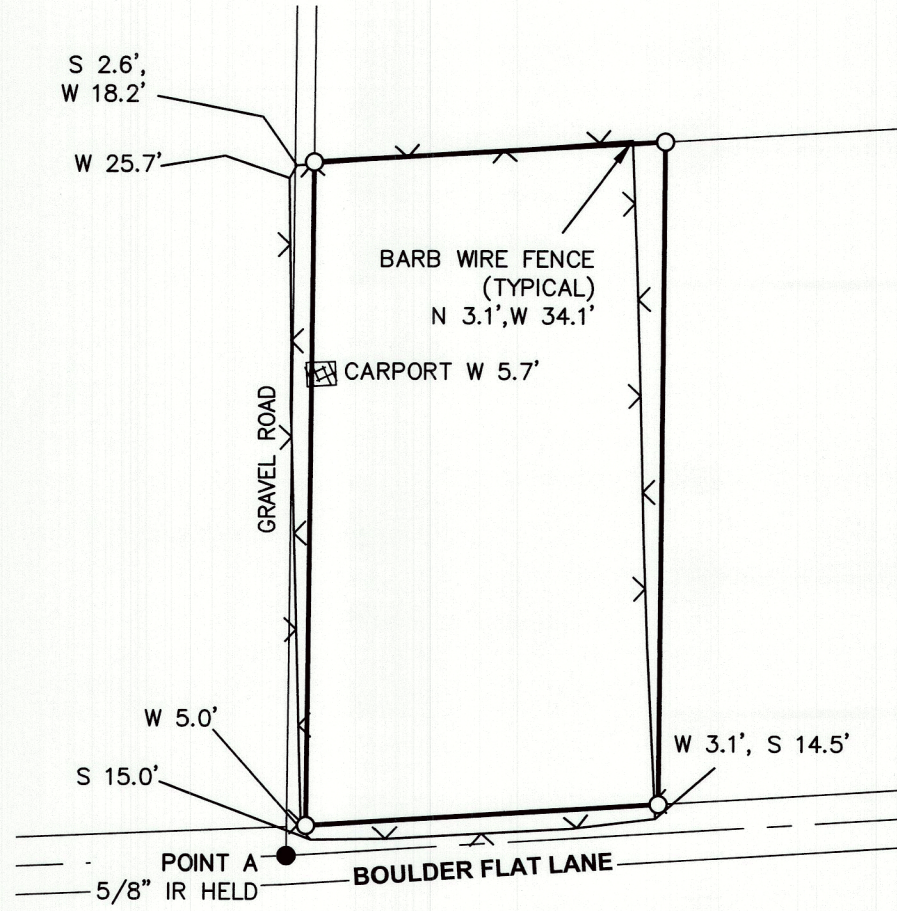 S 2.6',
W 18.2'
W 25.7'
BARB WIRE FENCE
(TYPICAL)
N 3.1',W 34.1'
CARPORT W 5.7'
GRAVEL ROAD
W 5.0'
W 3.1', S 14.5'
S 15.0'
POINT A
5/8" IR HELD
BOULDER FLAT LANE